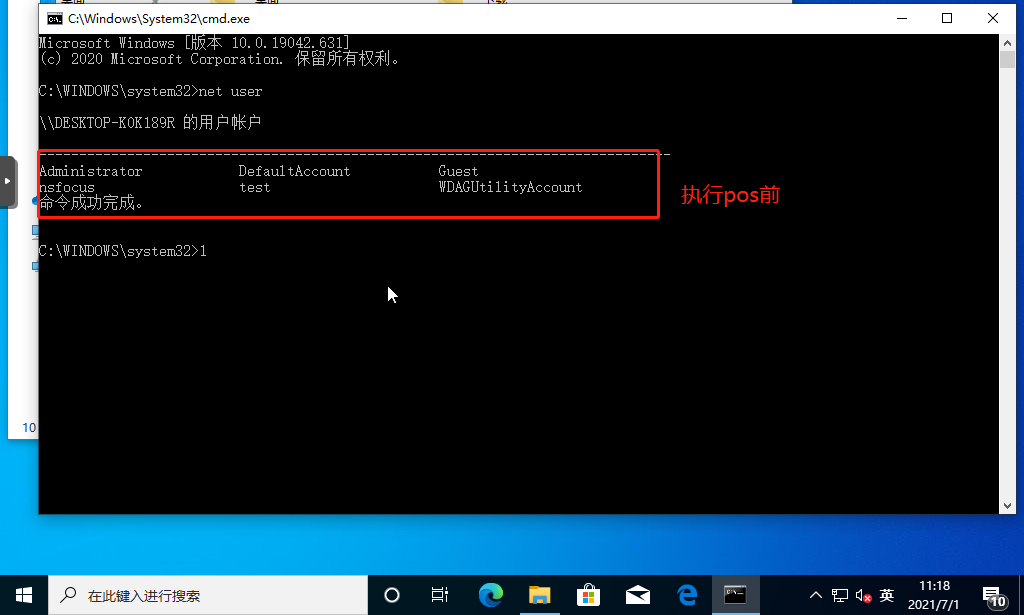 C:\Windows\System32\cmd.exe
Microsoft Windows [版本 10.0.19042.631]
(c) 2020 Microsoft Corporation. 保留所有权利。
C:\WINDOWS\system32>net user
\\DESKTOP-K0K189R 的用户帐户
-------------------------------------------------------------------------------
Administrator DefaultAccount Guest
nsfocus test WDAGUtilityAccount
命令成功完成。
执行pos前
C:\WINDOWS\system32>1
10
在此键入进行搜索
英
11:18
2021/7/1
10